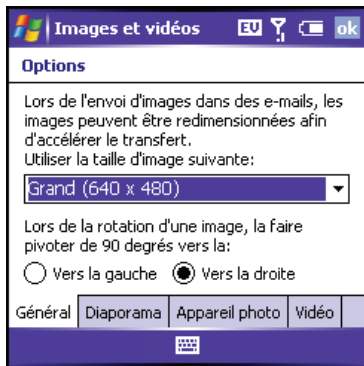 Images et vidéos EU ok
Options
Lors de l'envoi d'images dans des e-mails, les
images peuvent être redimensionnées afin
d'accélérer le transfert.
Utiliser la taille d'image suivante:
Grand (640 x 480)
Lors de la rotation d'une image, la faire
pivoter de 90 degrés vers la:
Vers la gauche Vers la droite
Général Diaporama Appareil photo Vidéo